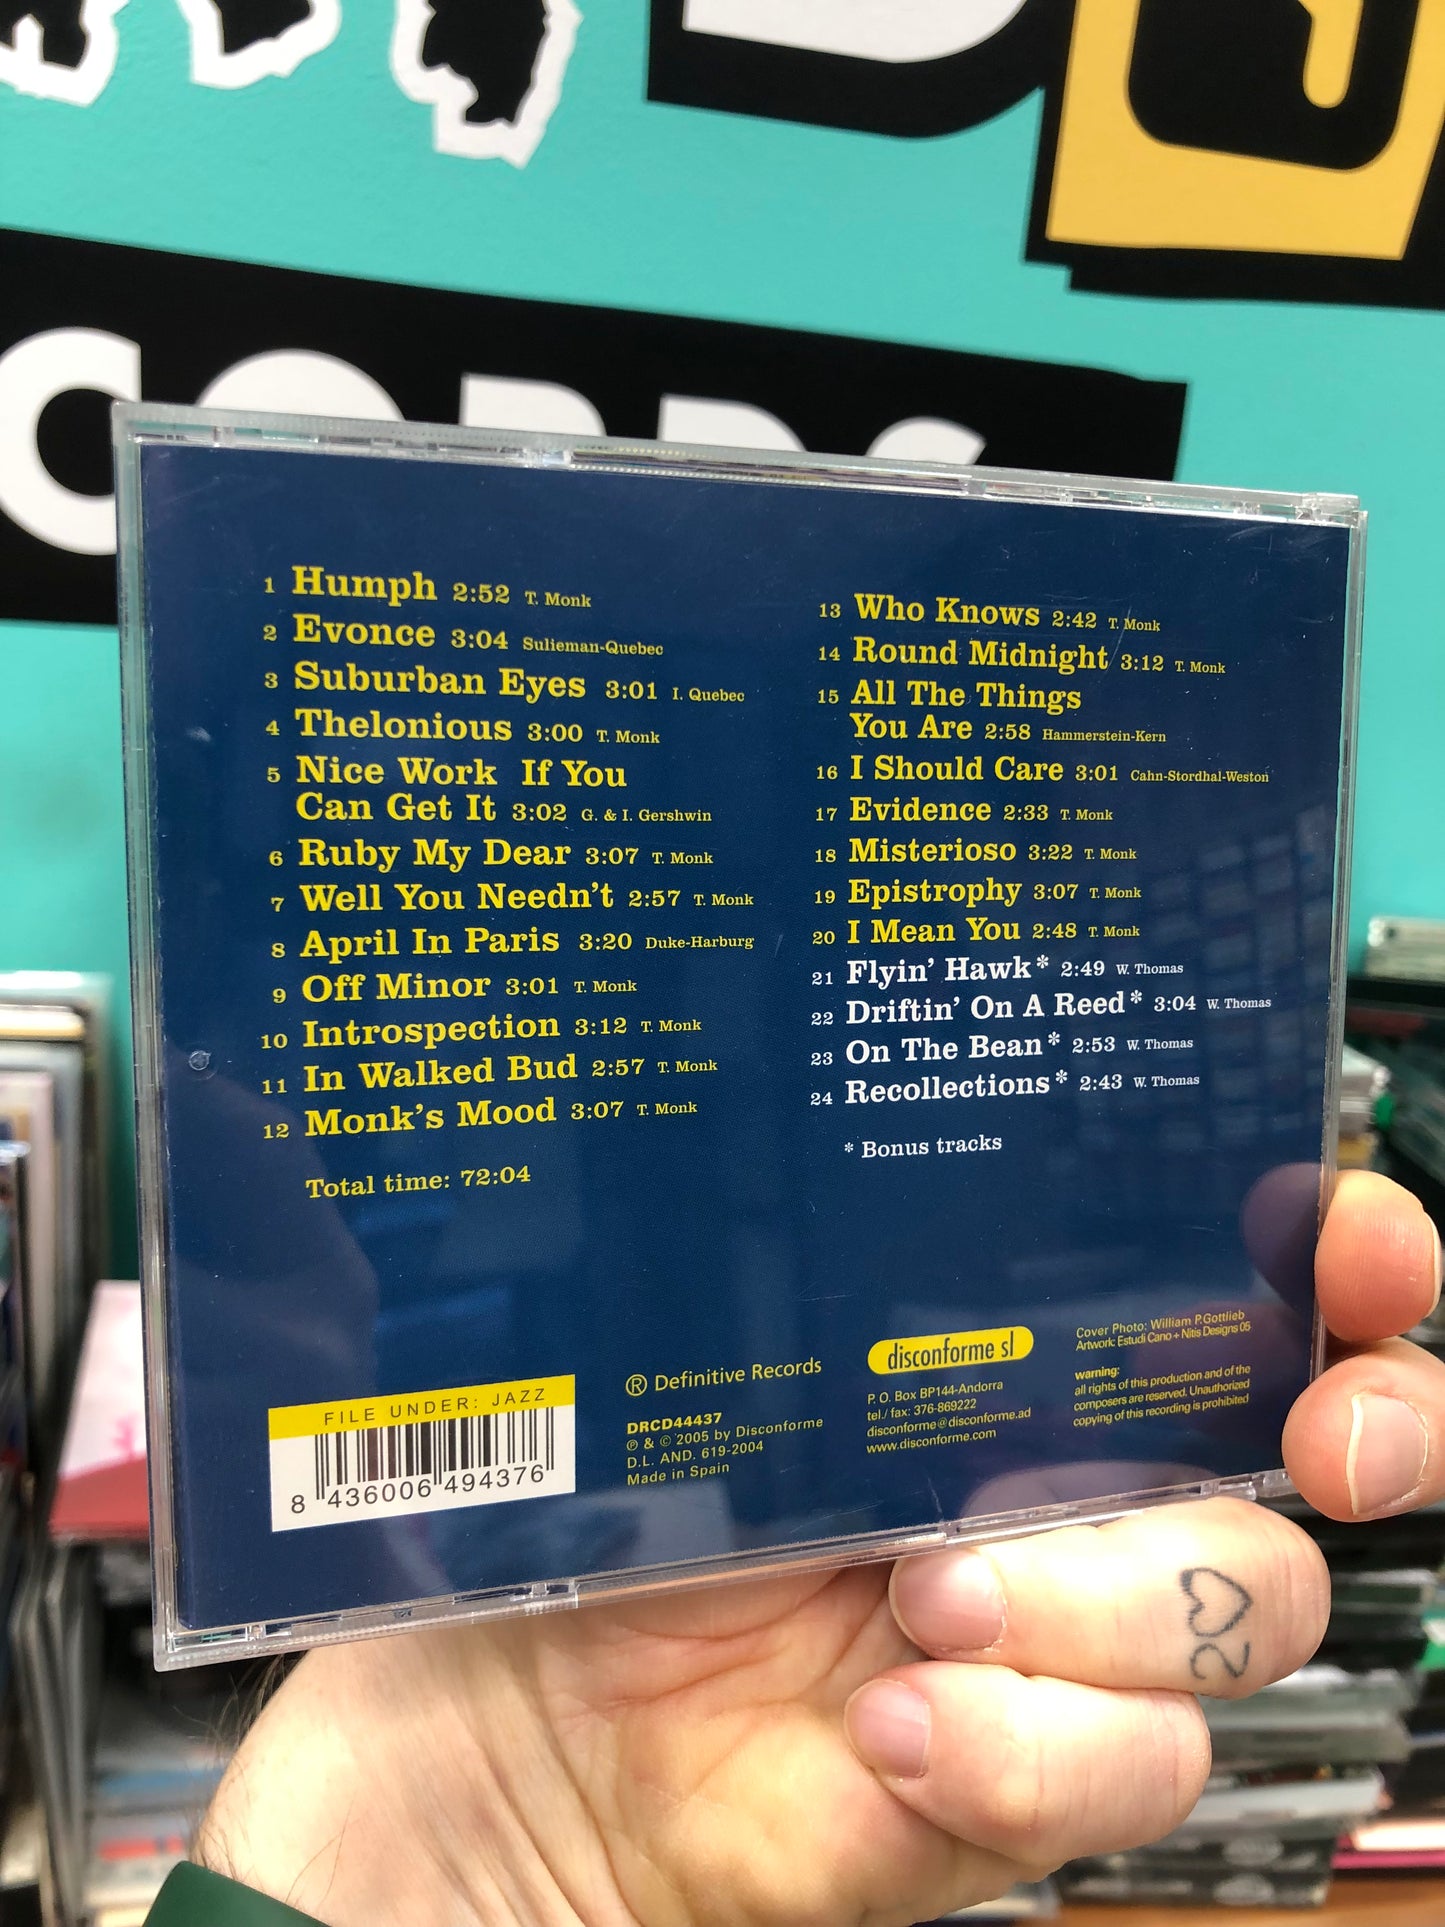 CORDS
1 Humph 2:52 T. Monk
2 Evonce 3:04 Sulieman-Quebec
3 Suburban Eyes 3:01 I. Quebec
4 Thelonious 3:00 T. Monk
5 Nice Work If You
Can Get It 3:02 G. & I. Gershwin
6 Ruby My Dear 3:07 T. Monk
7 Well You Needn't 2:57 T. Monk
8 April In Paris 3:20 Duke-Harburg
9 Off Minor 3:01 T. Monk
10 Introspection 3:12 T. Monk
11 In Walked Bud 2:57 T. Monk
12 Monk's Mood 3:07 T. Monk
Total time: 72:04
13 Who Knows 2:42 T. Monk
14 Round Midnight 3:12 T. Monk
15 All The Things
You Are 2:58 Hammerstein-Kern
16 I Should Care 3:01 Cahn-Stordhal-Weston
17 Evidence 2:33 T. Monk
18 Misterioso 3:22 T. Monk
19 Epistrophy 3:07 T. Monk
20 I Mean You 2:48 T. Monk
21 Flyin' Hawk* 2:49 W. Thomas
22 Driftin' On A Reed* 3:04 W. Thomas
23 On The Bean* 2:53 W. Thomas
24 Recollections* 2:43 W. Thomas
* Bonus tracks
FILE UNDER: JAZZ
8 436006 494376
® Definitive Records
DRCD44437
℗ & © 2005 by Disconforme
D.L. AND. 619-2004
Made in Spain
disconforme sl
P. O. Box BP144-Andorra
tel./ fax: 376-869222
disconforme@disconforme.ad
www.disconforme.com
Cover Photo: William P.Gottlieb
Artwork: Estudi Cano + Nitis Designs 05
warning:
all rights of this production and of the
composers are reserved. Unauthorized
copying of this recording is prohibited